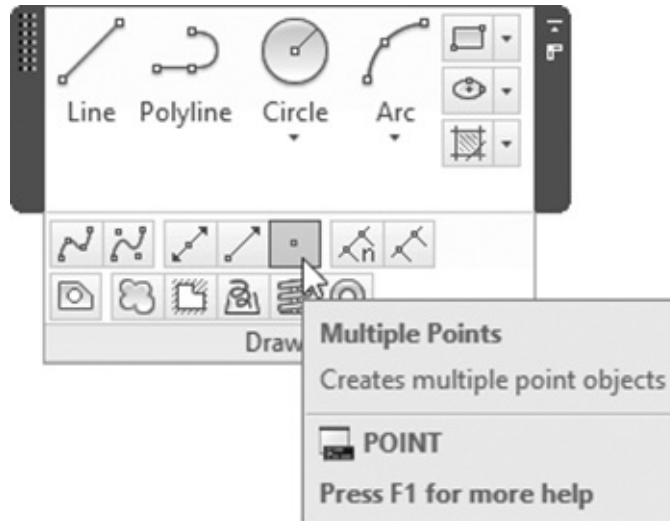 Line Polyline Circle Arc
n
Draw
Multiple Points
Creates multiple point objects
POINT
Press F1 for more help